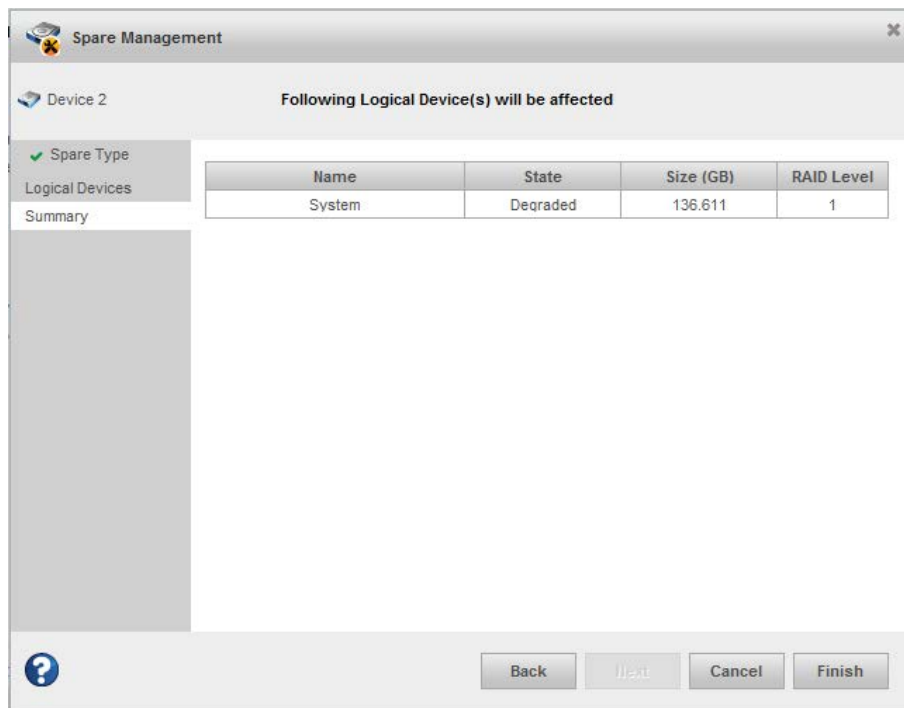 Spare Management
Device 2
Following Logical Device(s) will be affected
Spare Type
Logical Devices
Summary
Name State Size (GB) RAID Level
System Degraded 136.611 1
Back Next Cancel Finish